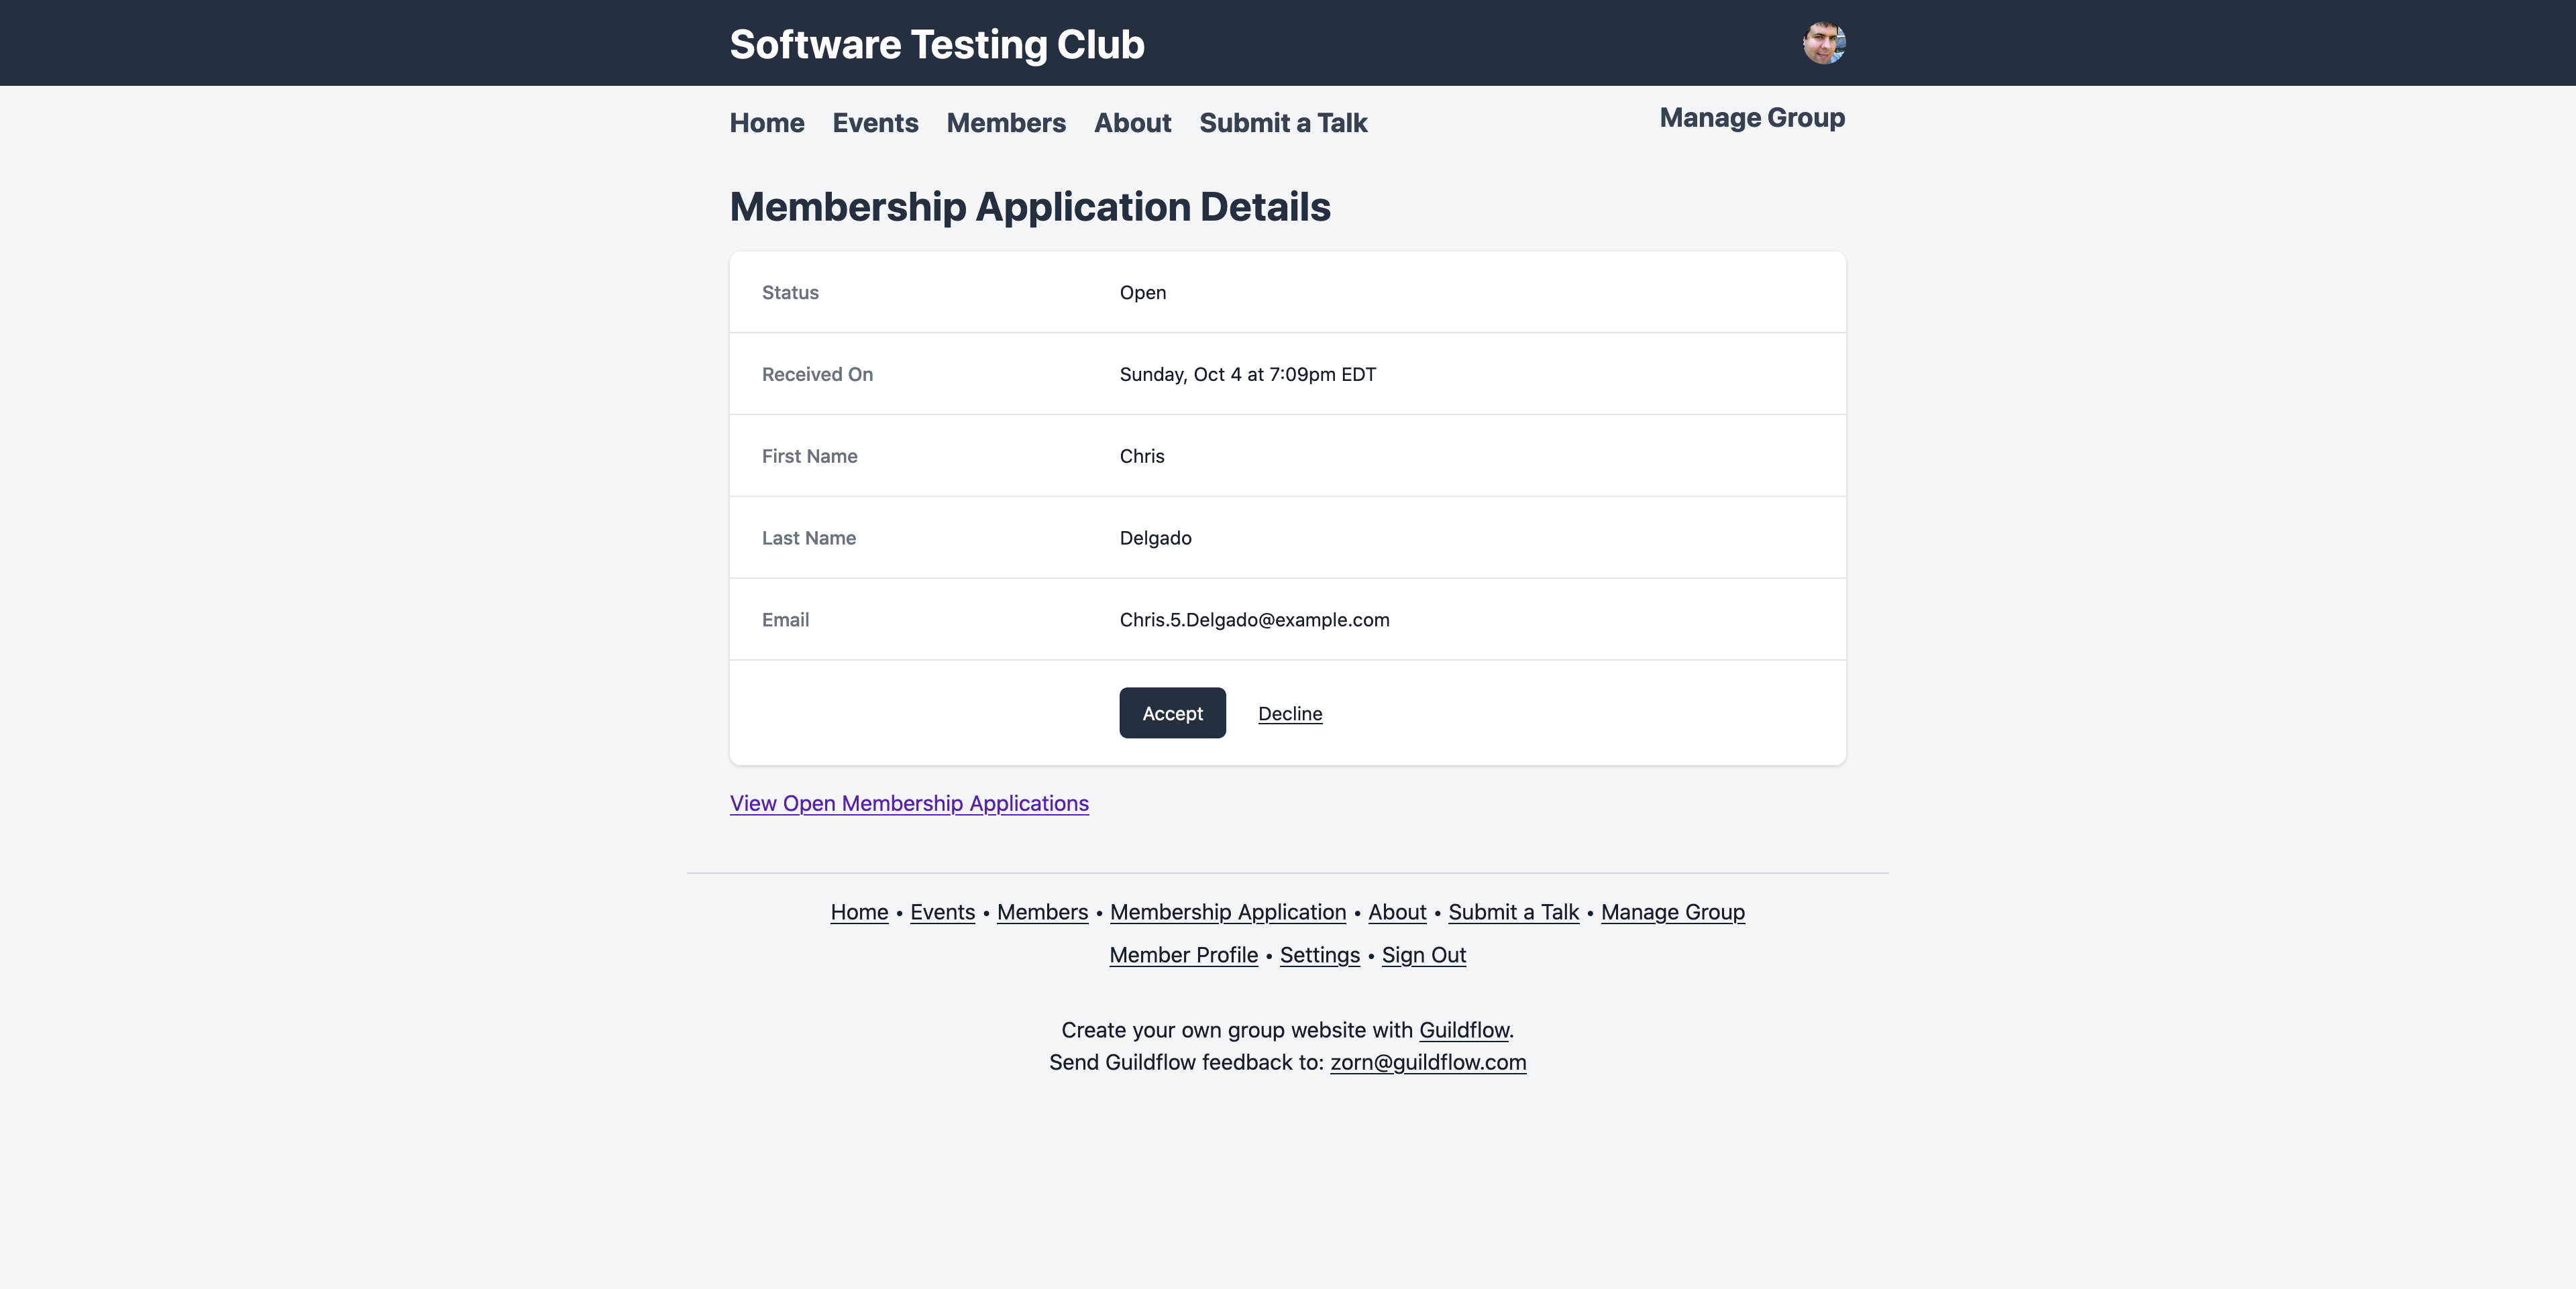 Software Testing Club
Home Events Members About Submit a Talk Manage Group
Membership Application Details
Status Open
Received On Sunday, Oct 4 at 7:09pm EDT
First Name Chris
Last Name Delgado
Email Chris.5.Delgado@example.com
Accept Decline
View Open Membership Applications
Home • Events • Members • Membership Application • About • Submit a Talk • Manage Group
Member Profile • Settings • Sign Out
Create your own group website with Guildflow.
Send Guildflow feedback to: zorn@guildflow.com